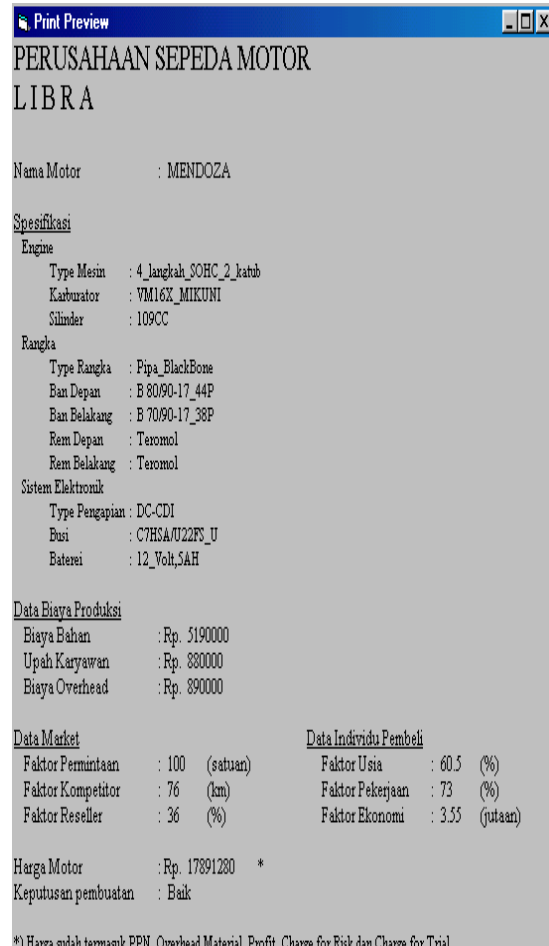 Print Preview
PERUSAHAAN SEPEDA MOTOR
LIBRA
Nama Motor : MENDOZA
Spesifikasi
Engine
Type Mesin : 4_langkah_SOHC_2_katub
Karburator : VM16X_MIKUNI
Silinder : 109CC
Rangka
Type Rangka : Pipa_BlackBone
Ban Depan : B 80/90-17_44P
Ban Belakang : B 70/90-17_38P
Rem Depan : Teromol
Rem Belakang : Teromol
Sistem Elektronik
Type Pengapian : DC-CDI
Busi : C7HSA/U22FS_U
Baterei : 12_Volt,5AH
Data Biaya Produksi
Biaya Bahan : Rp. 5190000
Upah Karyawan : Rp. 880000
Biaya Overhead : Rp. 890000
Data Market Data Individu Pembeli
Faktor Permintaan : 100 (satuan) Faktor Usia : 60.5 (%)
Faktor Kompetitor : 76 (km) Faktor Pekerjaan : 73 (%)
Faktor Reseller : 36 (%) Faktor Ekonomi : 3.55 (jutaan)
Harga Motor : Rp. 17891280 *
Keputusan pembuatan : Baik
*) Harga sudah termasuk PPN, Overhead Material, Profit, Charge for Risk dan Charge for Trial